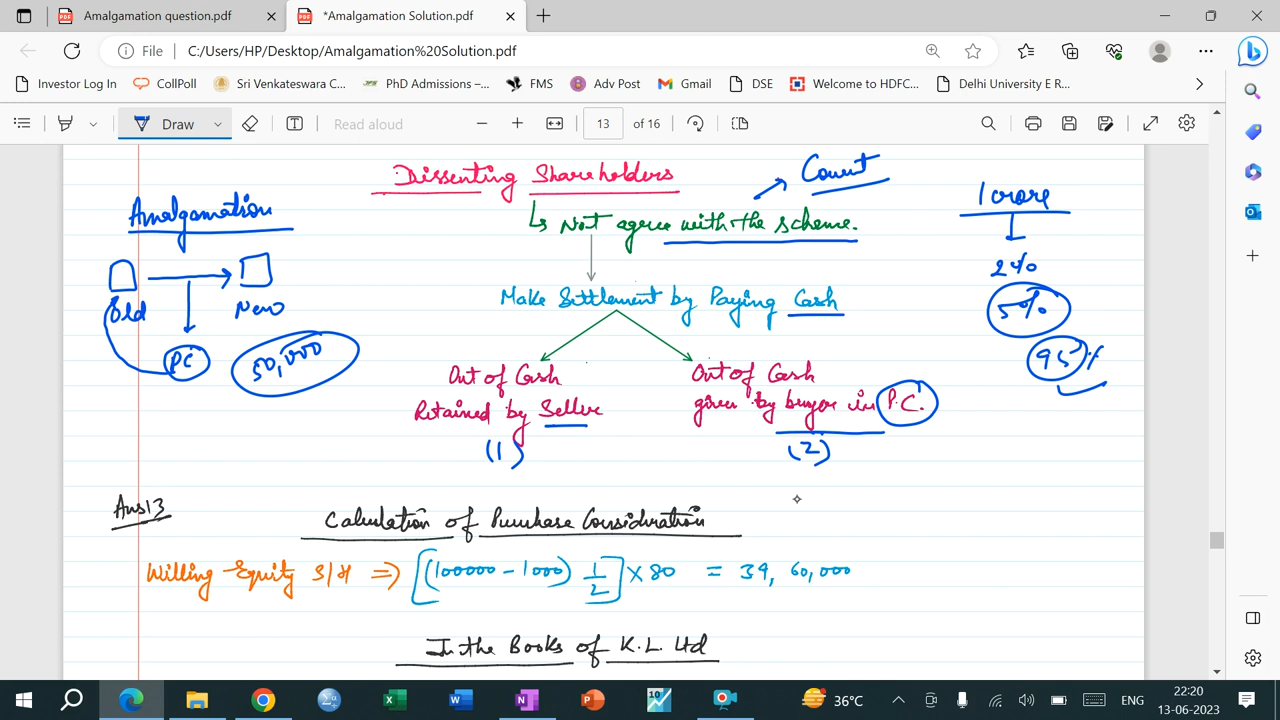 Amalgamation question.pdf
*Amalgamation Solution.pdf
File
C:/Users/HP/Desktop/Amalgamation%20Solution.pdf
Investor Log In
CollPoll
Sri Venkateswara C...
PhD Admissions –...
FMS
Adv Post
Gmail
DSE
Welcome to HDFC...
Delhi University E R...
Draw
Read aloud
13 of 16
Dissenting Shareholders
Court
↳ Not agree with the scheme.
1 crore
2%
5%
95%
Amalgamation
Old
New
PC
50,000
Make Settlement by Paying Cash
Out of Cash
Retained by Seller
(1)
Out of Cash
given by buyer in P.C.
(2)
Ans 13
Calculation of Purchase Consideration
Willing Equity S/H ⇒ [(100000 - 1000) 1/2] × 80 = 39,60,000
In the Books of K.L. Ltd
36°C
ENG
22:20
13-06-2023